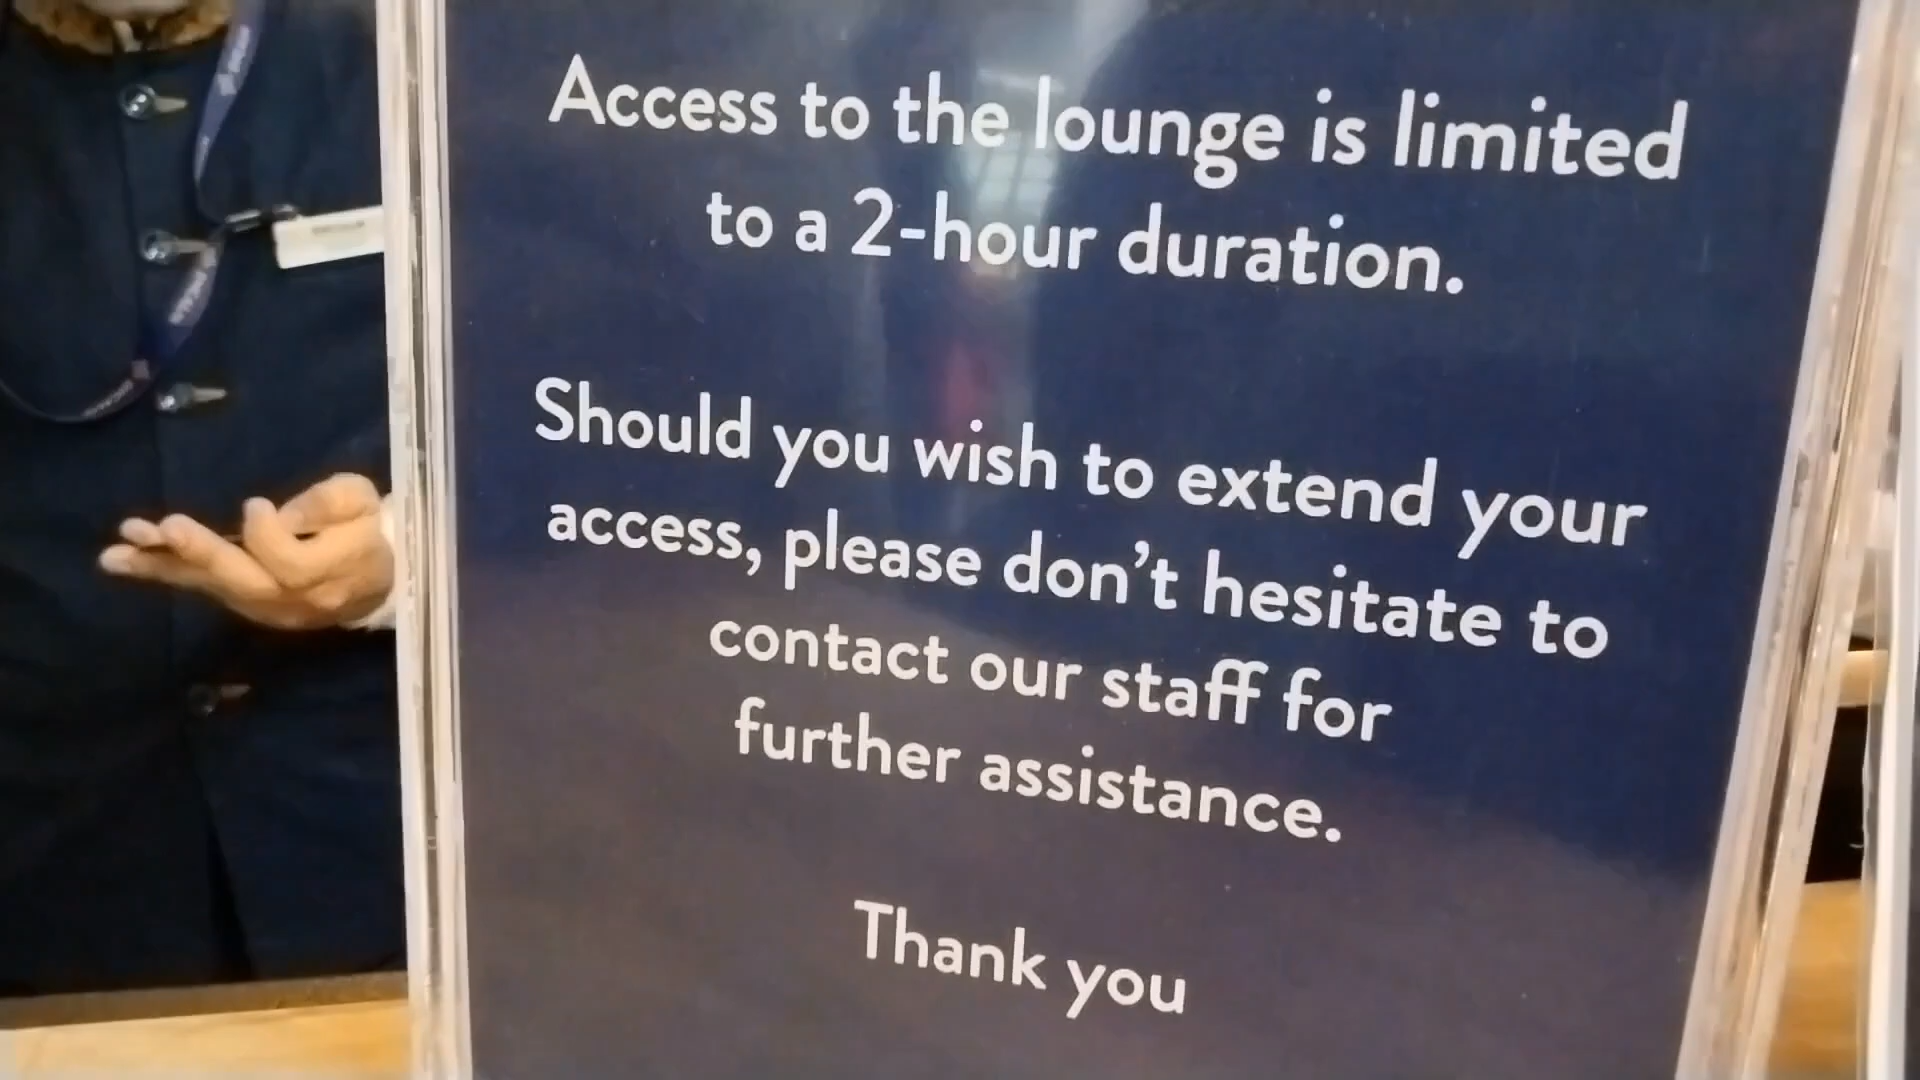 Access to the lounge is limited
to a 2-hour duration.
Should you wish to extend your
access, please don't hesitate to
contact our staff for
further assistance.
Thank you